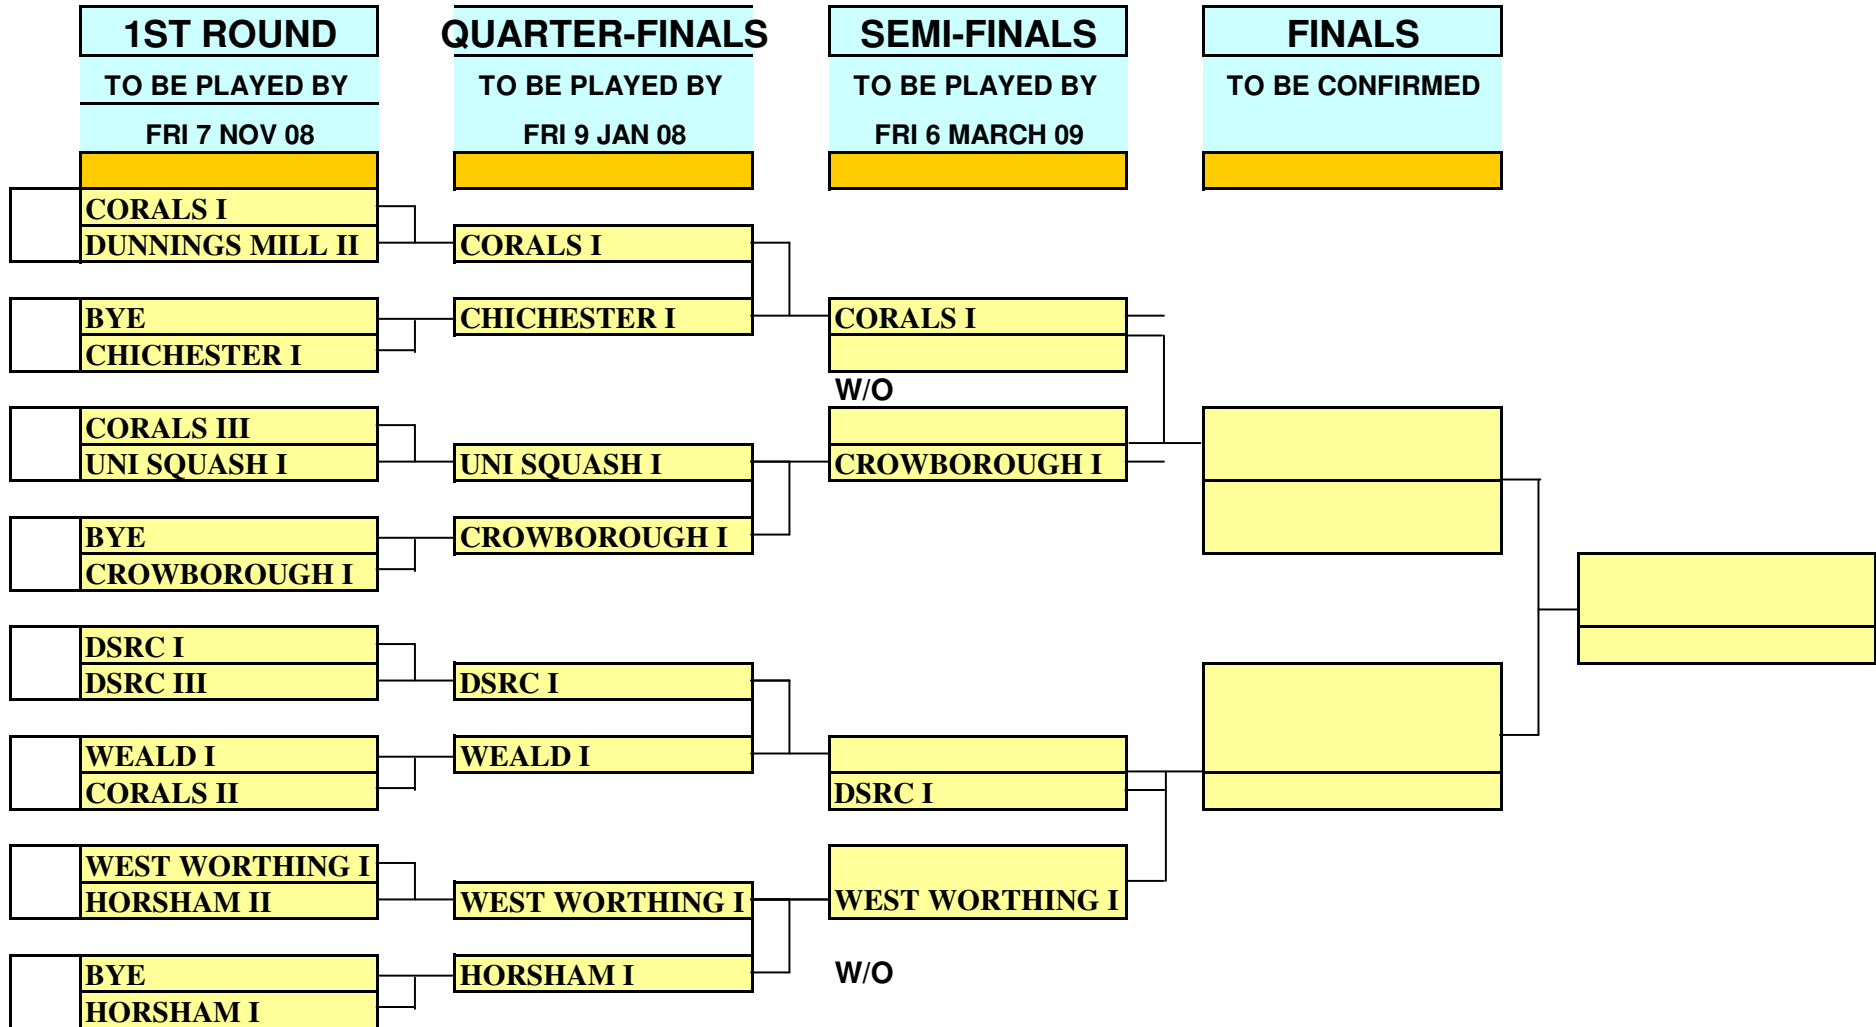 1ST ROUND
TO BE PLAYED BY
FRI 7 NOV 08
CORALS I
DUNNINGS MILL II
BYE
CHICHESTER I
CORALS III
UNI SQUASH I
BYE
CROWBOROUGH I
DSRC I
DSRC III
WEALD I
CORALS II
WEST WORTHING I
HORSHAM II
BYE
HORSHAM I
QUARTER-FINALS
TO BE PLAYED BY
FRI 9 JAN 08
CORALS I
CHICHESTER I
UNI SQUASH I
CROWBOROUGH I
DSRC I
WEALD I
WEST WORTHING I
HORSHAM I
SEMI-FINALS
TO BE PLAYED BY
FRI 6 MARCH 09
CORALS I
W/O
CROWBOROUGH I
DSRC I
WEST WORTHING I
W/O
FINALS
TO BE CONFIRMED